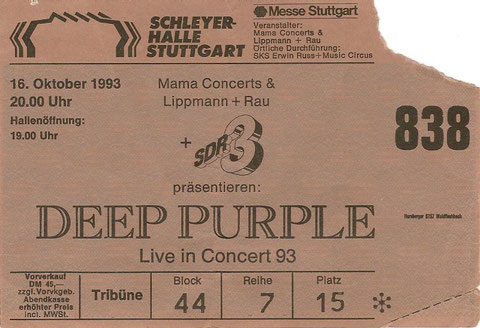 SCHLEYER-
HALLE
STUTTGART
Messe Stuttgart
Veranstalter:
Mama Concerts &
Lippmann + Rau
Örtliche Durchführung:
SKS Erwin Russ+Music Circus
16. Oktober 1993
20.00 Uhr
Hallenöffnung:
19.00 Uhr
Mama Concerts &
Lippmann + Rau
+ SDR 3
präsentieren:
838
DEEP PURPLE
Live in Concert 93
Vorverkauf
DM 45,—
zzgl. Vorvkgeb.
Abendkasse
erhöhter Preis
incl. MWSt.
Tribüne
Block
44
Reihe
7
Platz
15